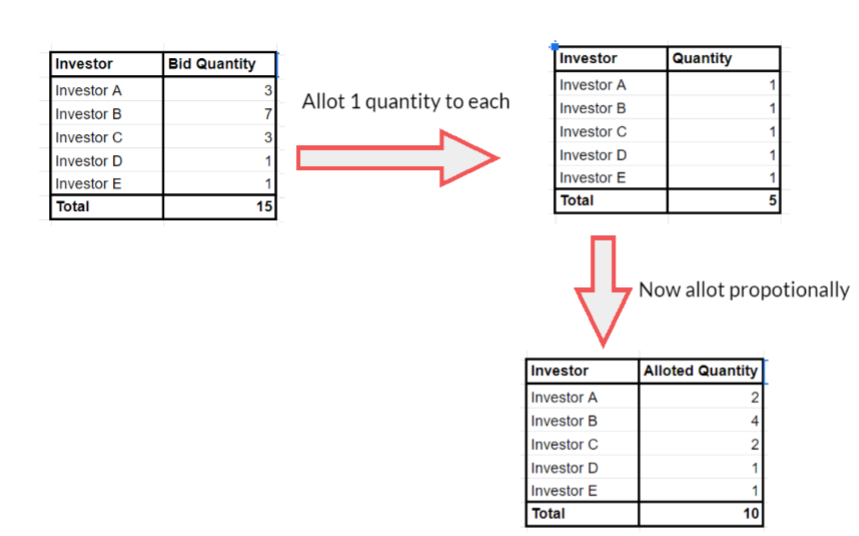 Investor Bid Quantity
Investor A 3
Investor B 7
Investor C 3
Investor D 1
Investor E 1
Total 15
Allot 1 quantity to each
Investor Quantity
Investor A 1
Investor B 1
Investor C 1
Investor D 1
Investor E 1
Total 5
Now allot propotionally
Investor Alloted Quantity
Investor A 2
Investor B 4
Investor C 2
Investor D 1
Investor E 1
Total 10